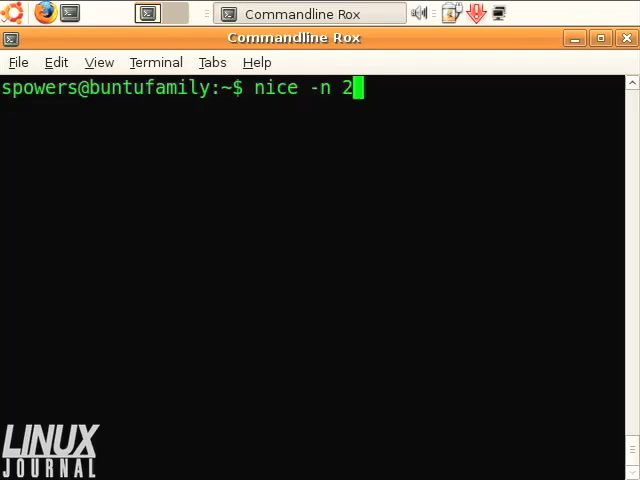 Commandline Rox
Commandline Rox
File Edit View Terminal Tabs Help
spowers@buntufamily:~$ nice -n 2
LINUX
JOURNAL